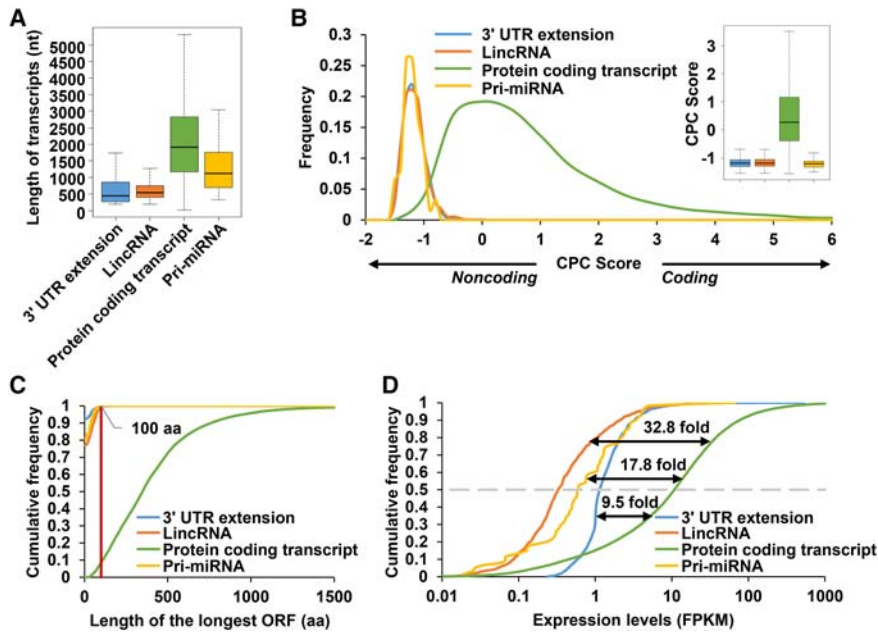 A
Length of transcripts (nt)
5000
4500
4000
3500
3000
2500
2000
1500
1000
500
0
3' UTR extension
LincRNA
Protein coding transcript
Pri-miRNA
B
Frequency
0.3
0.25
0.2
0.15
0.1
0.05
0
-2
-1
0
1
2
3
4
5
6
3' UTR extension
LincRNA
Protein coding transcript
Pri-miRNA
CPC Score
3
2
1
0
-1
CPC Score
Noncoding
Coding
C
Cumulative frequency
1
0.9
0.8
0.7
0.6
0.5
0.4
0.3
0.2
0.1
0
100 aa
3' UTR extension
LincRNA
Protein coding transcript
Pri-miRNA
0
500
1000
1500
Length of the longest ORF (aa)
D
Cumulative frequency
1
0.9
0.8
0.7
0.6
0.5
0.4
0.3
0.2
0.1
0
32.8 fold
17.8 fold
9.5 fold
3' UTR extension
LincRNA
Protein coding transcript
Pri-miRNA
0.01
0.1
1
10
100
1000
Expression levels (FPKM)